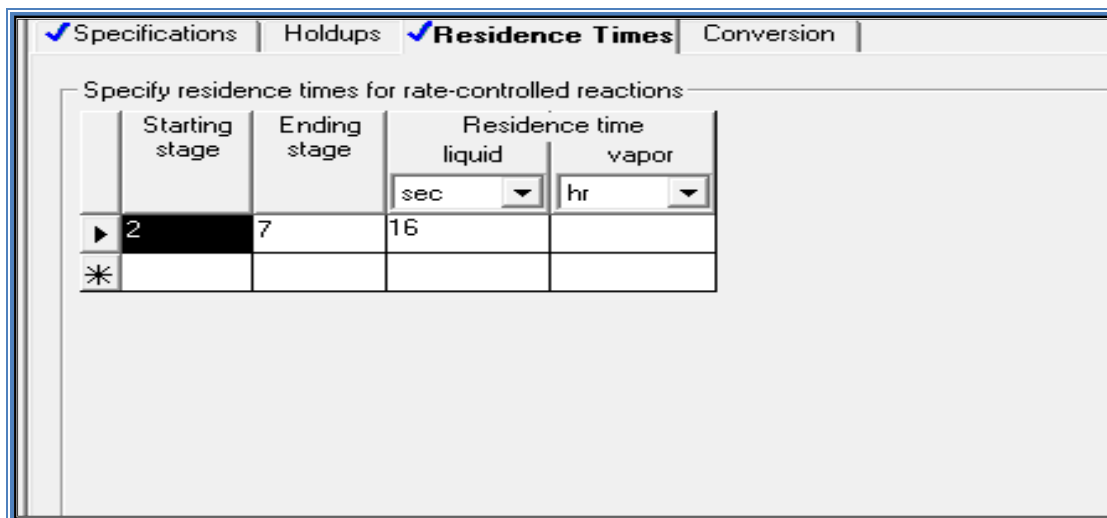 Specifications Holdups Residence Times Conversion
Specify residence times for rate-controlled reactions
Starting stage Ending stage Residence time
liquid vapor
sec hr
2 7 16